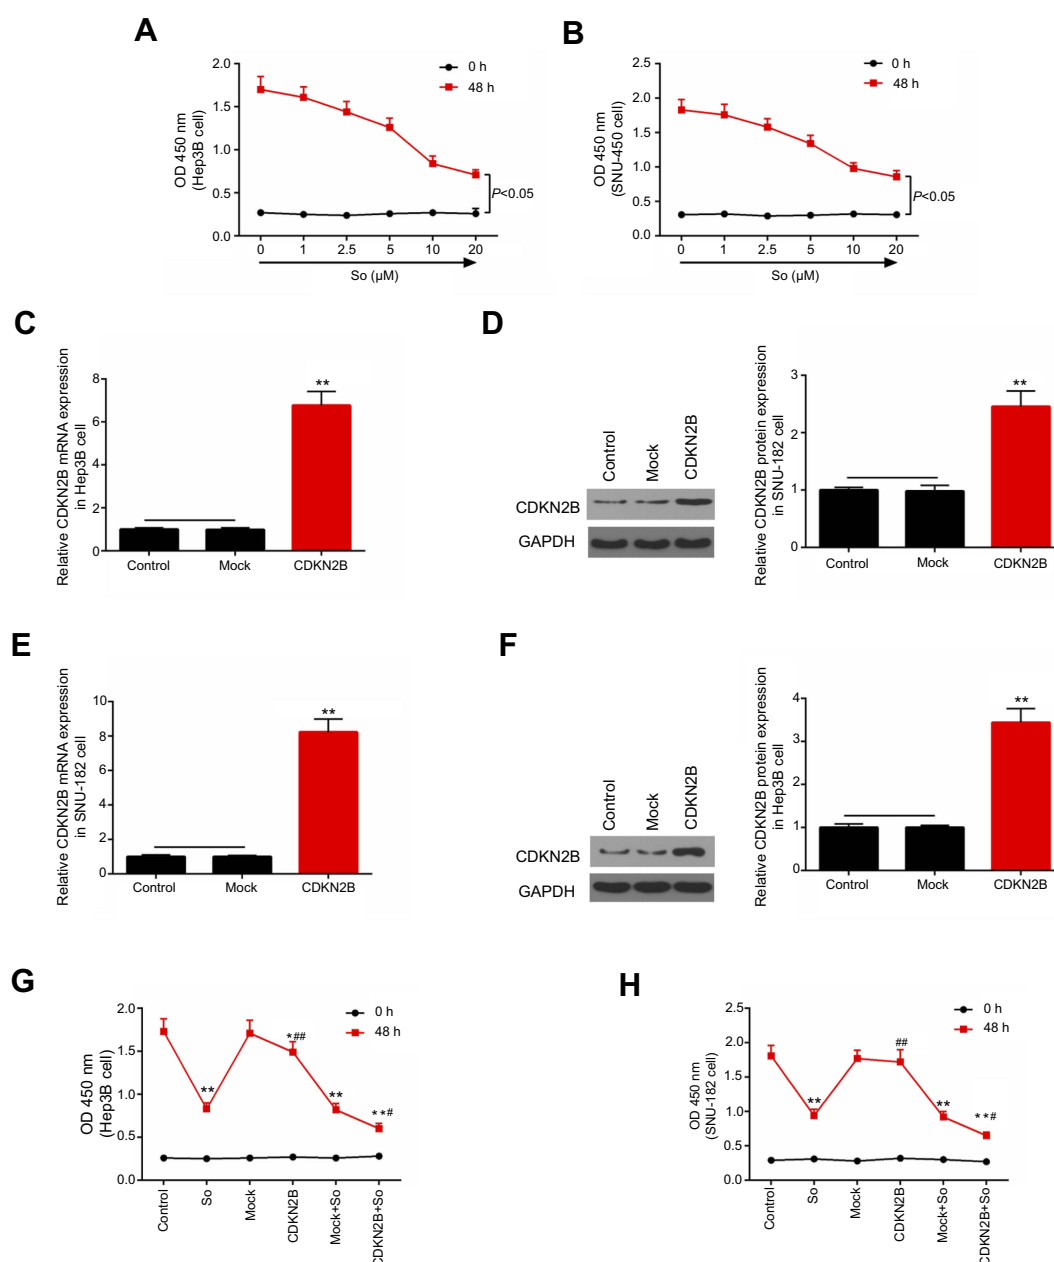 A
2.0
1.5
1.0
0.5
0.0
OD 450 nm
(Hep3B cell)
0 h
48 h
P<0.05
0 1 2.5 5 10 20
So (µM)
B
2.5
2.0
1.5
1.0
0.5
0.0
OD 450 nm
(SNU-450 cell)
0 h
48 h
P<0.05
0 1 2.5 5 10 20
So (µM)
C
Relative CDKN2B mRNA expression
in Hep3B cell
8
6
4
2
0
**
Control Mock CDKN2B
D
Control
Mock
CDKN2B
CDKN2B
GAPDH
Relative CDKN2B protein expression
in SNU-182 cell
3
2
1
0
**
Control Mock CDKN2B
E
Relative CDKN2B mRNA expression
in SNU-182 cell
10
8
6
4
2
0
**
Control Mock CDKN2B
F
Control
Mock
CDKN2B
CDKN2B
GAPDH
Relative CDKN2B protein expression
in Hep3B cell
4
3
2
1
0
**
Control Mock CDKN2B
G
2.0
1.5
1.0
0.5
0.0
OD 450 nm
(Hep3B cell)
0 h
48 h
**
*##
**
**#
Control
So
Mock
CDKN2B
Mock+So
CDKN2B+So
H
2.5
2.0
1.5
1.0
0.5
0.0
OD 450 nm
(SNU-182 cell)
0 h
48 h
**
##
**
**#
Control
So
Mock
CDKN2B
Mock+So
CDKN2B+So